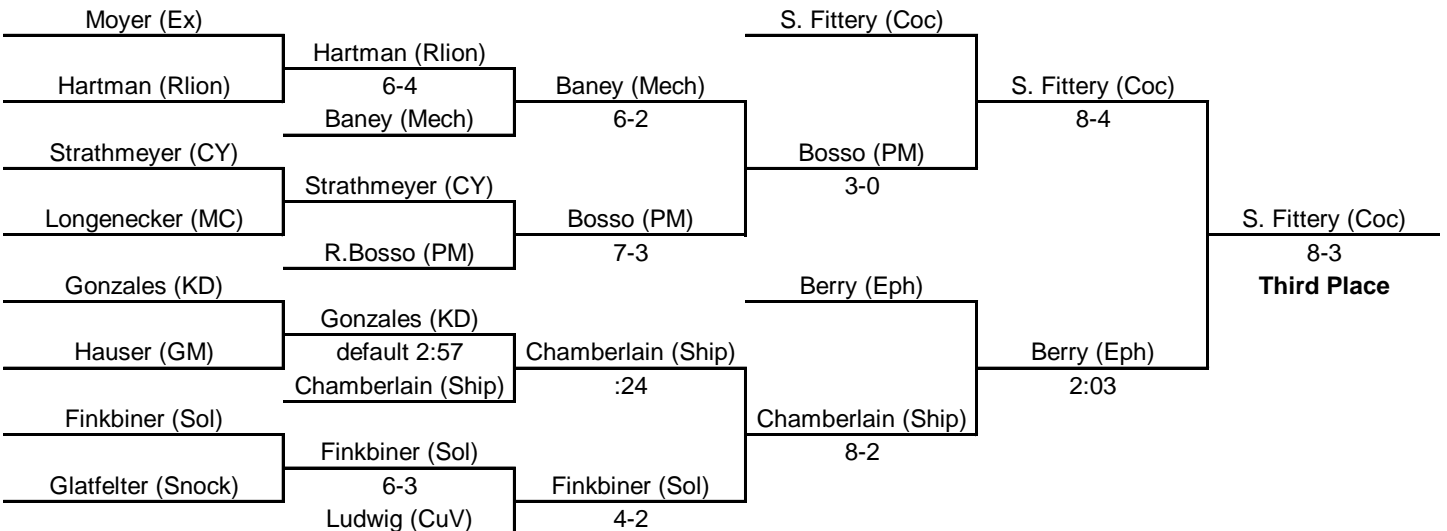 Moyer (Ex)
S. Fittery (Coc)
Hartman (Rlion)
Hartman (Rlion)
6-4
Baney (Mech)
S. Fittery (Coc)
Baney (Mech)
6-2
8-4
Strathmeyer (CY)
Bosso (PM)
Strathmeyer (CY)
3-0
Longenecker (MC)
Bosso (PM)
S. Fittery (Coc)
R.Bosso (PM)
7-3
8-3
Gonzales (KD)
Berry (Eph)
Third Place
Gonzales (KD)
Hauser (GM)
default 2:57
Chamberlain (Ship)
Berry (Eph)
Chamberlain (Ship)
:24
2:03
Finkbiner (Sol)
Chamberlain (Ship)
Finkbiner (Sol)
8-2
Glatfelter (Snock)
6-3
Finkbiner (Sol)
Ludwig (CuV)
4-2